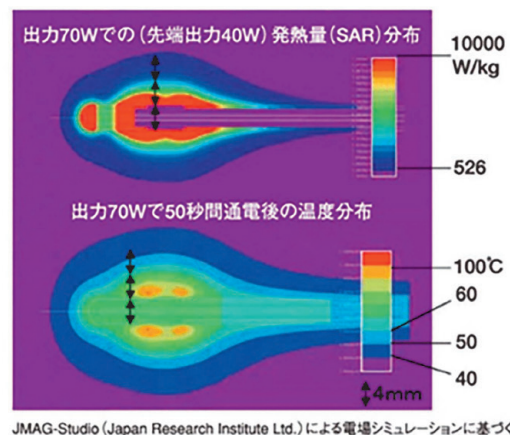 出力70Wでの(先端出力40W)発熱量(SAR)分布
10000
W/kg
526
出力70Wで50秒間通電後の温度分布
100℃
60
50
40
4mm
JMAG-Studio(Japan Research Institute Ltd.)による電場シミュレーションに基づく